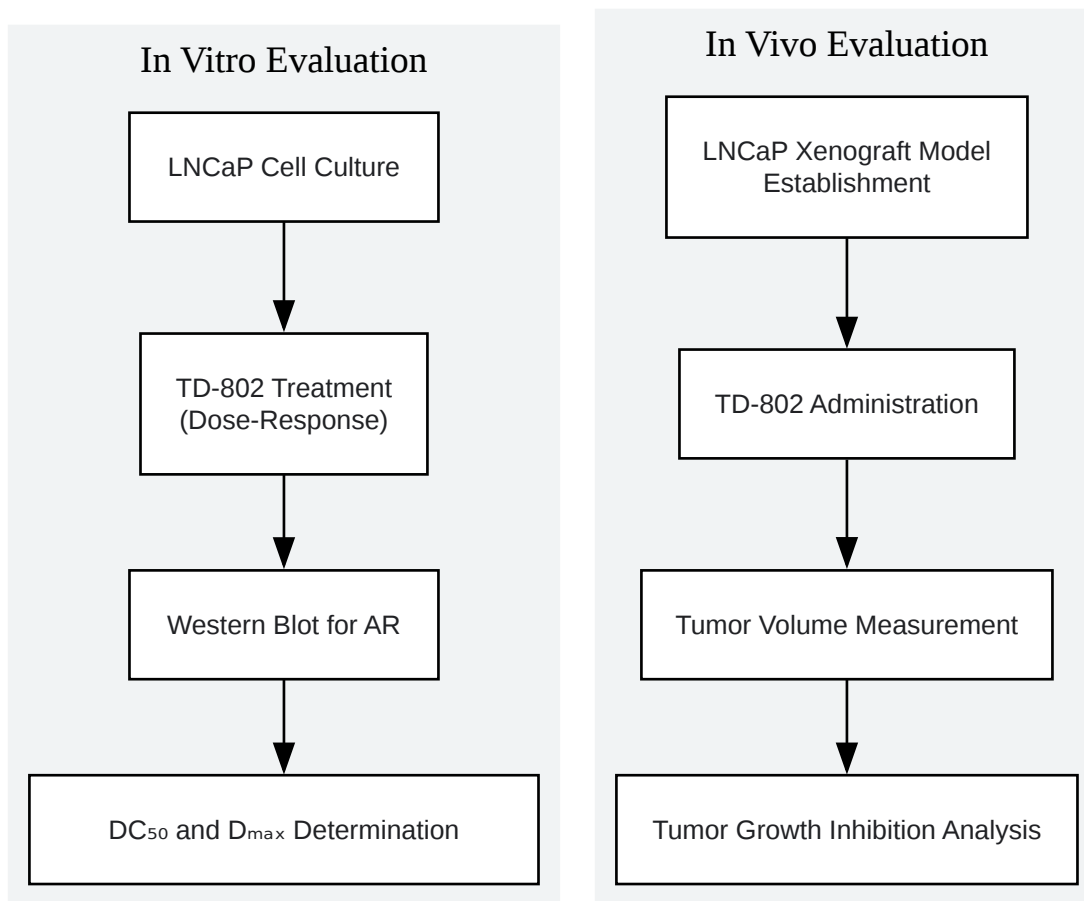 In Vitro Evaluation
LNCaP Cell Culture
TD-802 Treatment
(Dose-Response)
Western Blot for AR
DC₅₀ and Dₘₐₓ Determination
In Vivo Evaluation
LNCaP Xenograft Model
Establishment
TD-802 Administration
Tumor Volume Measurement
Tumor Growth Inhibition Analysis